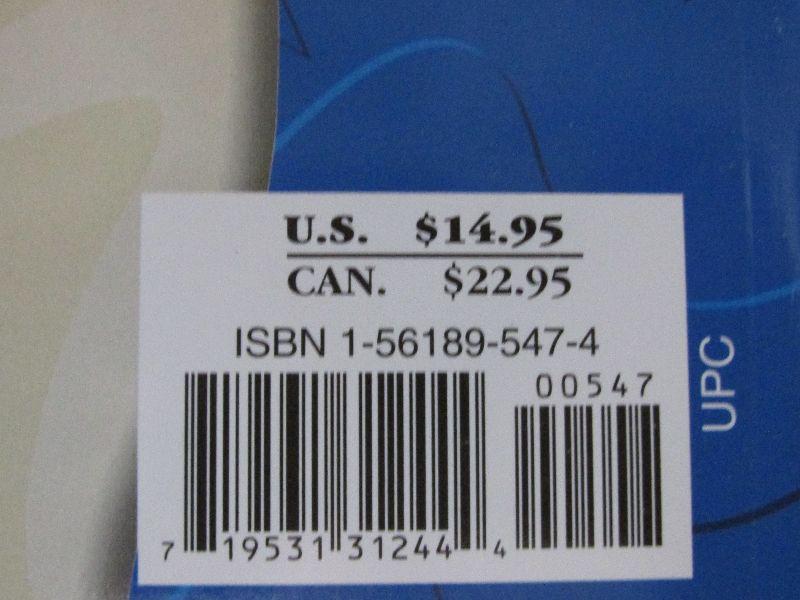 U.S. $14.95
CAN. $22.95
ISBN 1-56189-547-4
00547
7 19531 31244 4
UPC